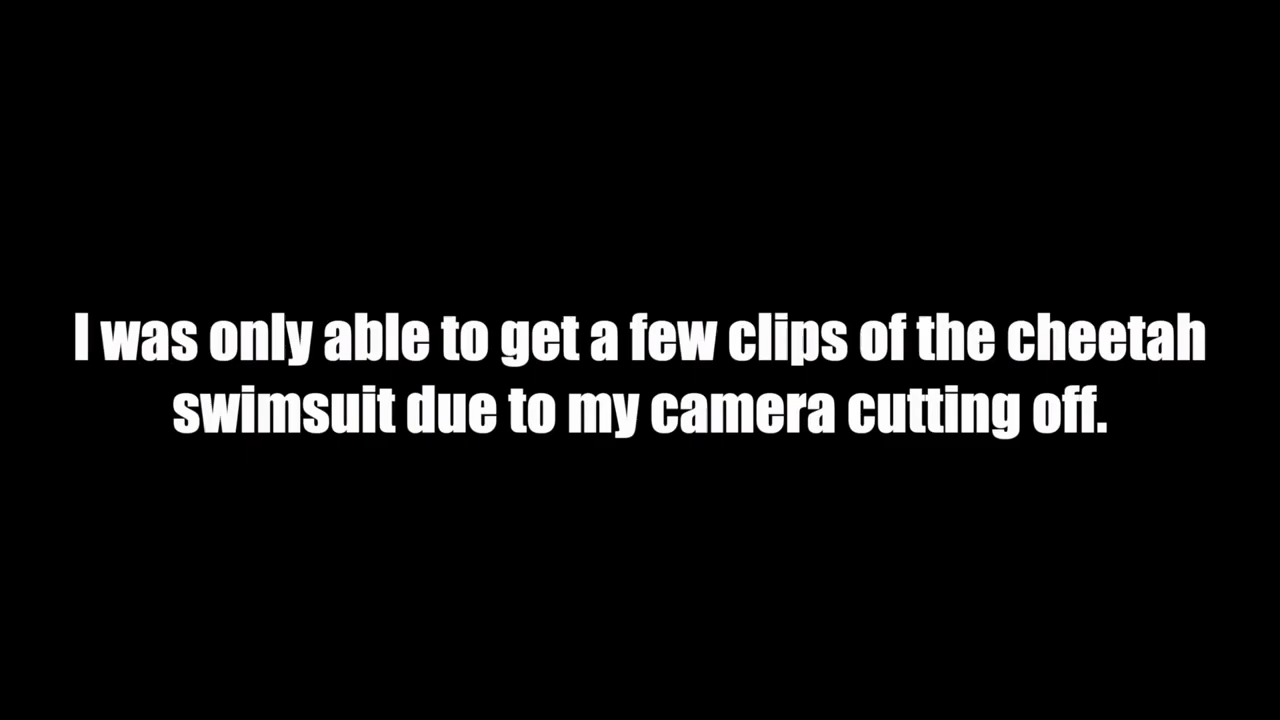 I was only able to get a few clips of the cheetah
swimsuit due to my camera cutting off.